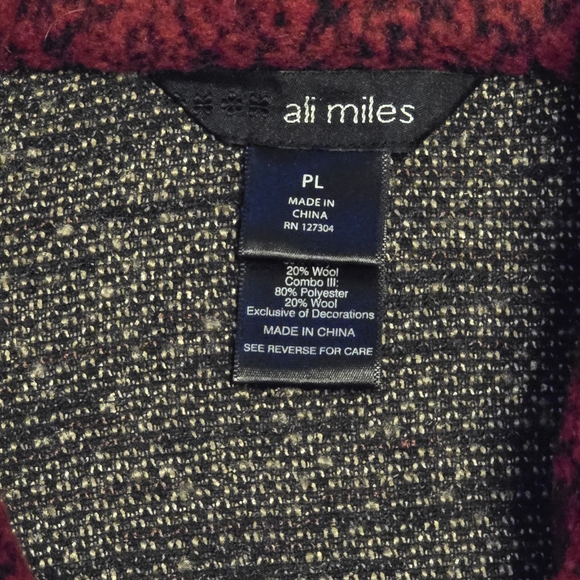 ali miles
PL
MADE IN
CHINA
RN 127304
20% Wool
Combo III:
80% Polyester
20% Wool
Exclusive of Decorations
MADE IN CHINA
SEE REVERSE FOR CARE